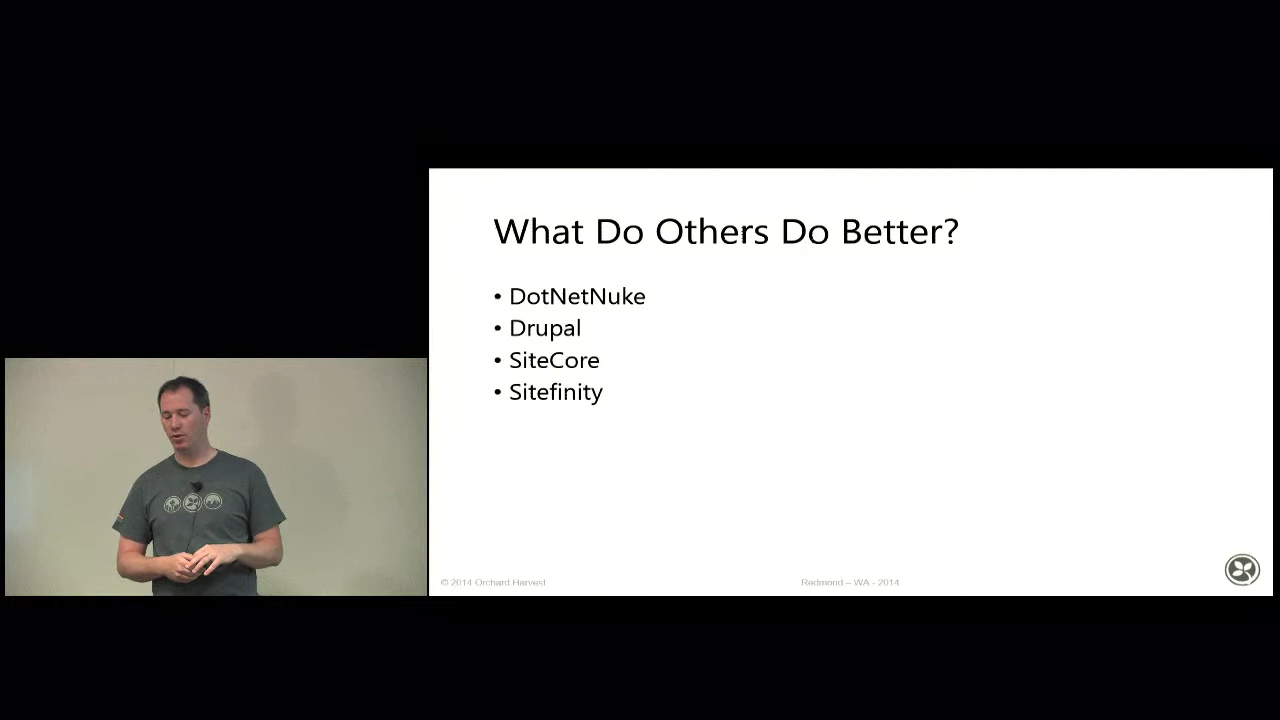 What Do Others Do Better?
• DotNetNuke
• Drupal
• SiteCore
• Sitefinity
© 2014 Orchard Harvest
Redmond – WA - 2014